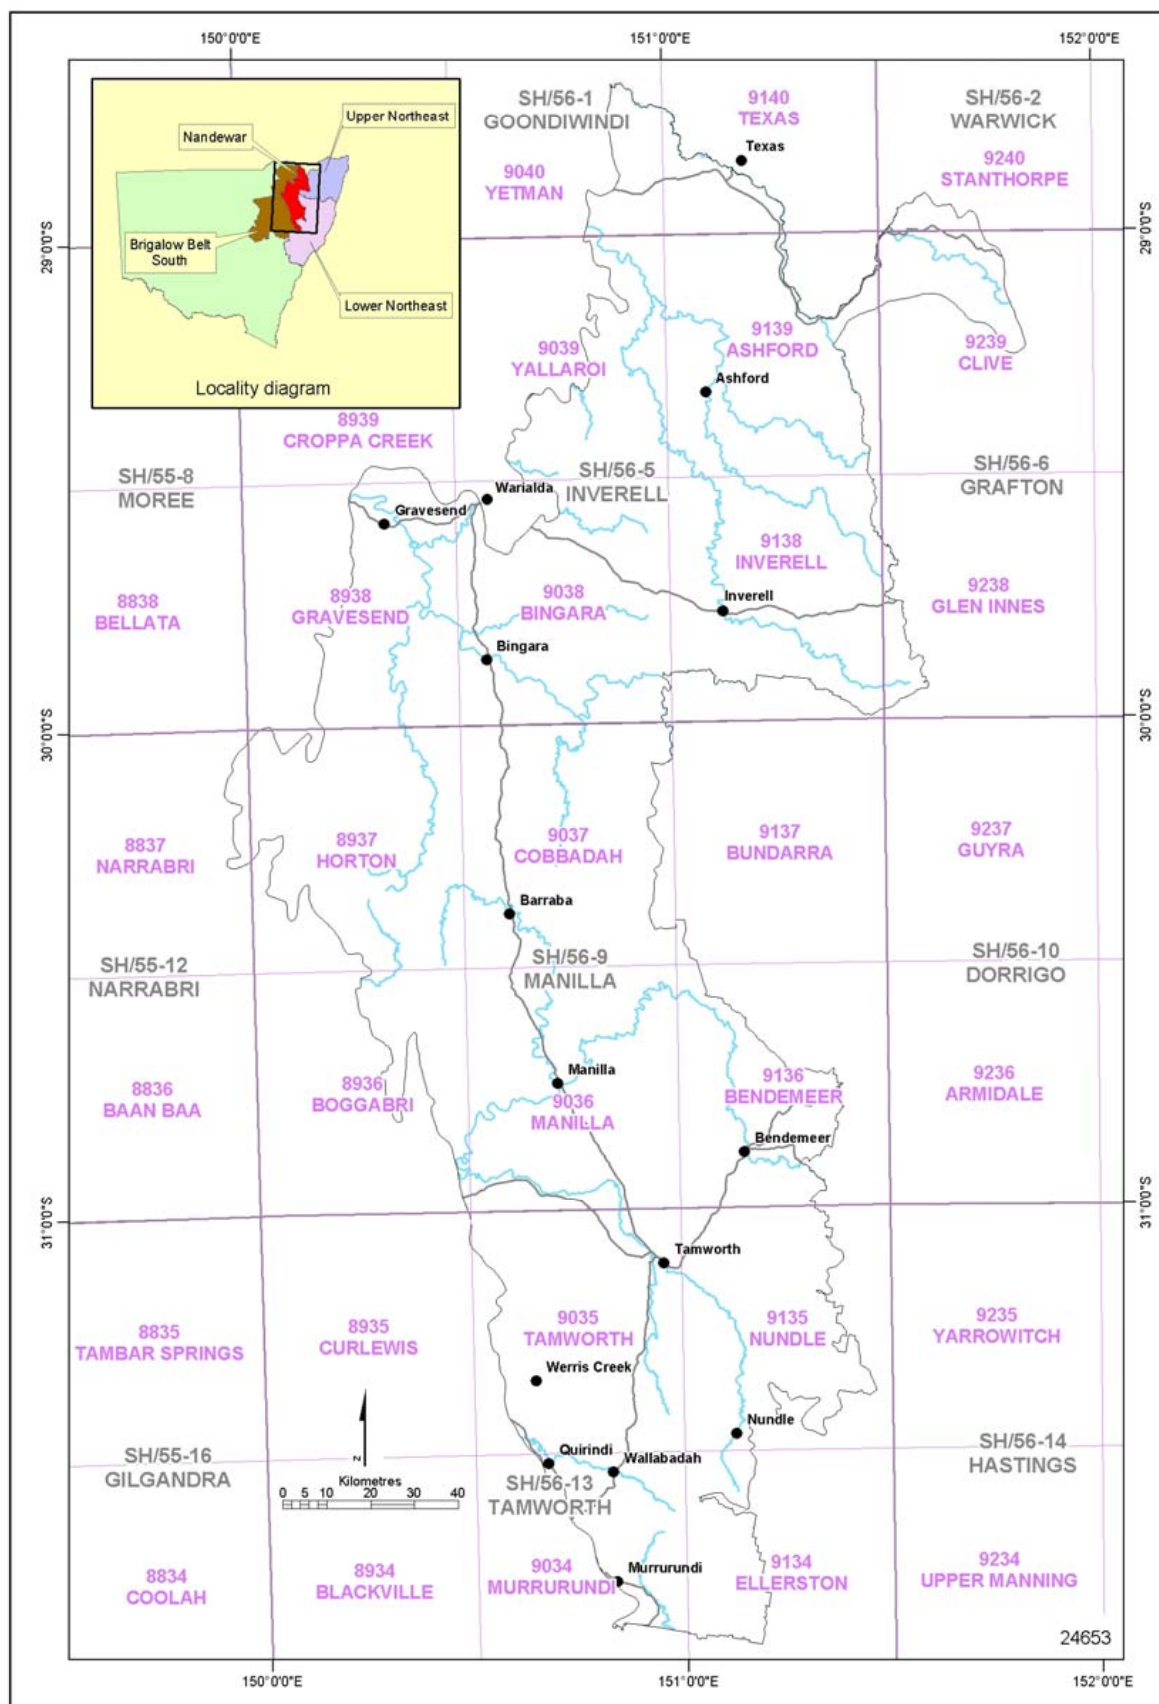 150°0'0"E
151°0'0"E
152°0'0"E
Nandewar
Upper Northeast
Brigalow Belt
South
Lower Northeast
Locality diagram
SH/56-1
GOONDIWINDI
9140
TEXAS
Texas
SH/56-2
WARWICK
9040
YETMAN
9240
STANTHORPE
29°0'0"S
29°0'0"S
9039
YALLAROI
9139
ASHFORD
Ashford
9239
CLIVE
8939
CROPPA CREEK
SH/55-8
MOREE
SH/56-5
INVERELL
SH/56-6
GRAFTON
Warialda
Gravesend
8838
BELLATA
8938
GRAVESEND
9038
BINGARA
9138
INVERELL
Inverell
9238
GLEN INNES
Bingara
30°0'0"S
30°0'0"S
8837
NARRABRI
8937
HORTON
9037
COBBADAH
9137
BUNDARRA
9237
GUYRA
Barraba
SH/55-12
NARRABRI
SH/56-9
MANILLA
SH/56-10
DORRIGO
Manilla
8836
BAAN BAA
8936
BOGGABRI
9036
MANILLA
9136
BENDEMEER
Bendemeer
9236
ARMIDALE
31°0'0"S
31°0'0"S
Tamworth
8835
TAMBAR SPRINGS
8935
CURLEWIS
9035
TAMWORTH
9135
NUNDLE
9235
YARROWITCH
Werris Creek
Nundle
SH/55-16
GILGANDRA
N
Kilometres
0 5 10 20 30 40
Quirindi
Wallabadah
SH/56-13
TAMWORTH
SH/56-14
HASTINGS
8834
COOLAH
8934
BLACKVILLE
9034
MURRURUNDI
Murrurundi
9134
ELLERSTON
9234
UPPER MANNING
24653
150°0'0"E
151°0'0"E
152°0'0"E